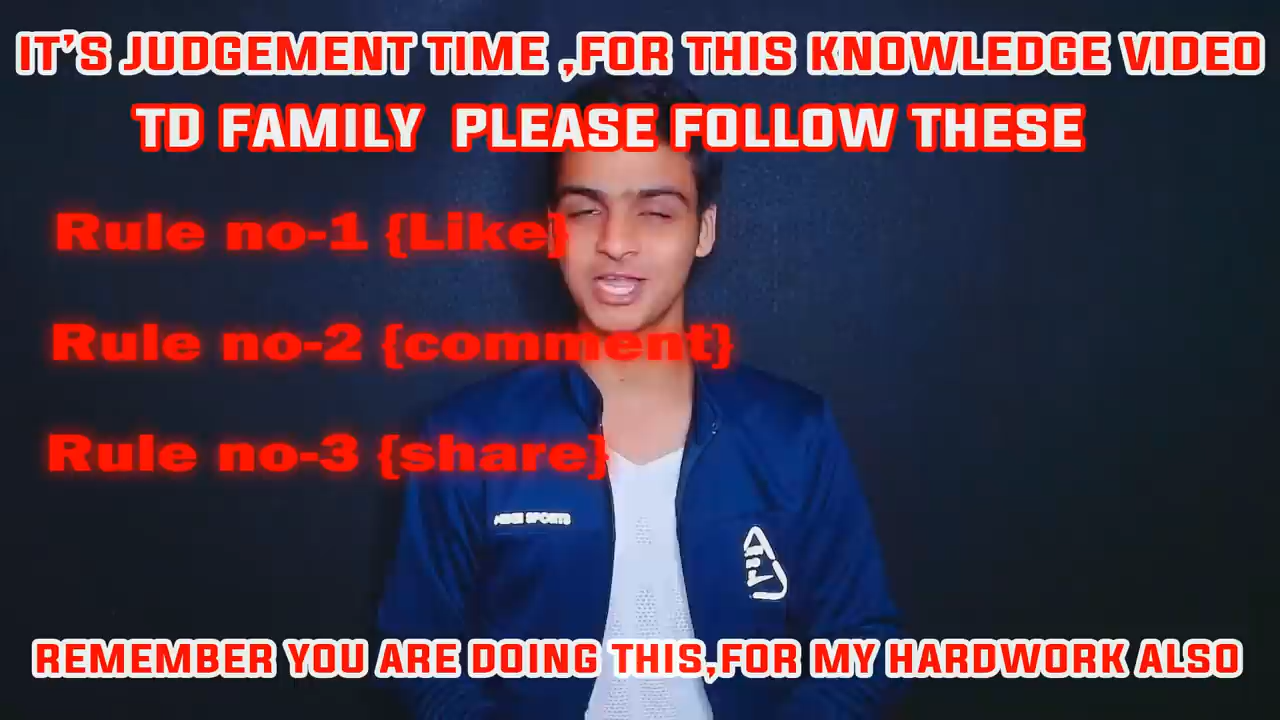 IT'S JUDGEMENT TIME ,FOR THIS KNOWLEDGE VIDEO
TD FAMILY PLEASE FOLLOW THESE
Rule no-1 {Like}
Rule no-2 {comment}
Rule no-3 {share}
SPORTS
REMEMBER YOU ARE DOING THIS,FOR MY HARDWORK ALSO